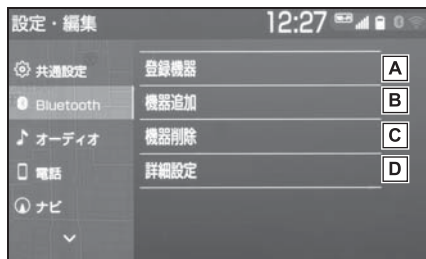 設定・編集
12:27
共通設定
Bluetooth
オーディオ
電話
ナビ
登録機器
A
機器追加
B
機器削除
C
詳細設定
D